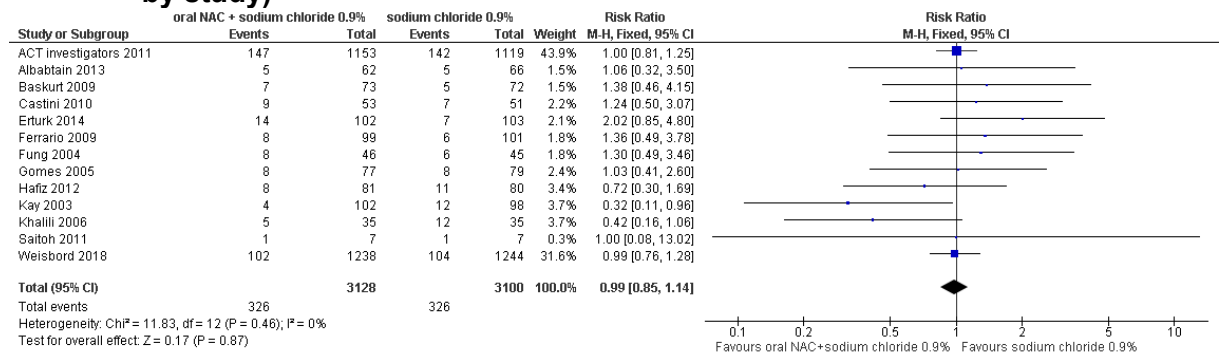 by study)
oral NAC + sodium chloride 0.9% sodium chloride 0.9% Risk Ratio Risk Ratio
Study or Subgroup Events Total Events Total Weight M-H, Fixed, 95% CI M-H, Fixed, 95% CI
ACT investigators 2011 147 1153 142 1119 43.9% 1.00 [0.81, 1.25]
Albabtain 2013 5 62 5 66 1.5% 1.06 [0.32, 3.50]
Baskurt 2009 7 73 5 72 1.6% 1.38 [0.46, 4.15]
Castini 2010 9 53 7 51 2.2% 1.24 [0.50, 3.07]
Erturk 2014 14 102 7 103 2.1% 2.02 [0.85, 4.80]
Ferrario 2009 8 99 6 101 1.8% 1.36 [0.49, 3.78]
Fung 2004 8 46 6 45 1.9% 1.30 [0.49, 3.46]
Gomes 2005 8 77 8 79 2.4% 1.03 [0.41, 2.60]
Hafiz 2012 8 81 11 80 3.4% 0.72 [0.30, 1.69]
Kay 2003 4 102 12 98 3.7% 0.32 [0.11, 0.96]
Khalili 2006 5 35 12 35 3.7% 0.42 [0.16, 1.06]
Saitoh 2011 1 7 1 7 0.3% 1.00 [0.08, 13.02]
Weisbord 2018 102 1238 104 1244 31.6% 0.99 [0.76, 1.28]
Total (95% CI) 3128 3100 100.0% 0.99 [0.85, 1.14]
Total events 326 326
Heterogeneity: Chi² = 11.83, df = 12 (P = 0.46); I² = 0%
Test for overall effect: Z = 0.17 (P = 0.87)
0.1 0.2 0.5 1 2 5 10
Favours oral NAC+sodium chloride 0.9% Favours sodium chloride 0.9%